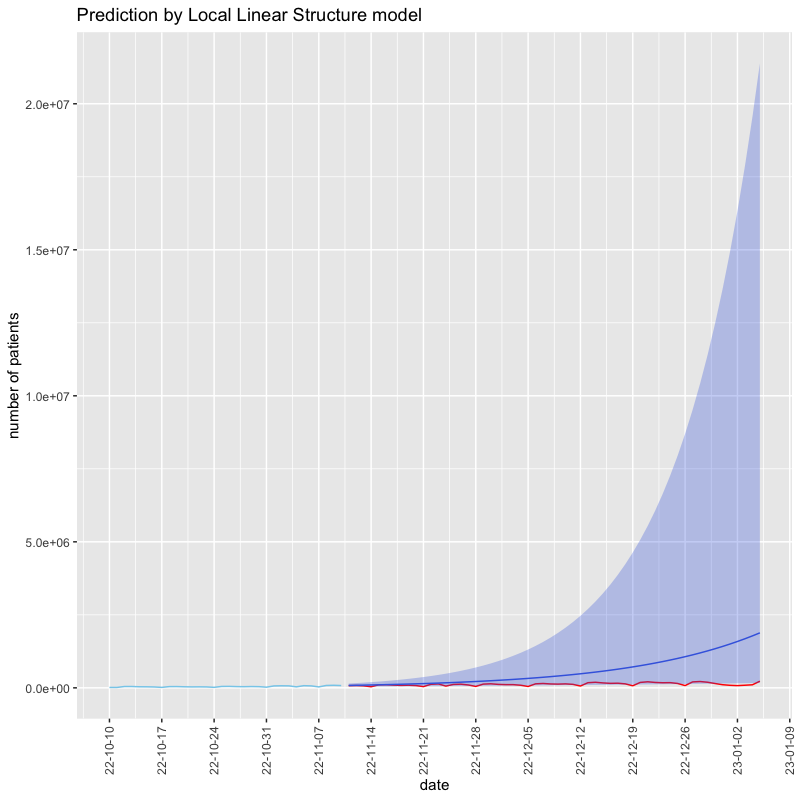 Prediction by Local Linear Structure model
2.0e+07
1.5e+07
1.0e+07
5.0e+06
0.0e+00
number of patients
22-10-10
22-10-17
22-10-24
22-10-31
22-11-07
22-11-14
22-11-21
22-11-28
22-12-05
22-12-12
22-12-19
22-12-26
23-01-02
23-01-09
date